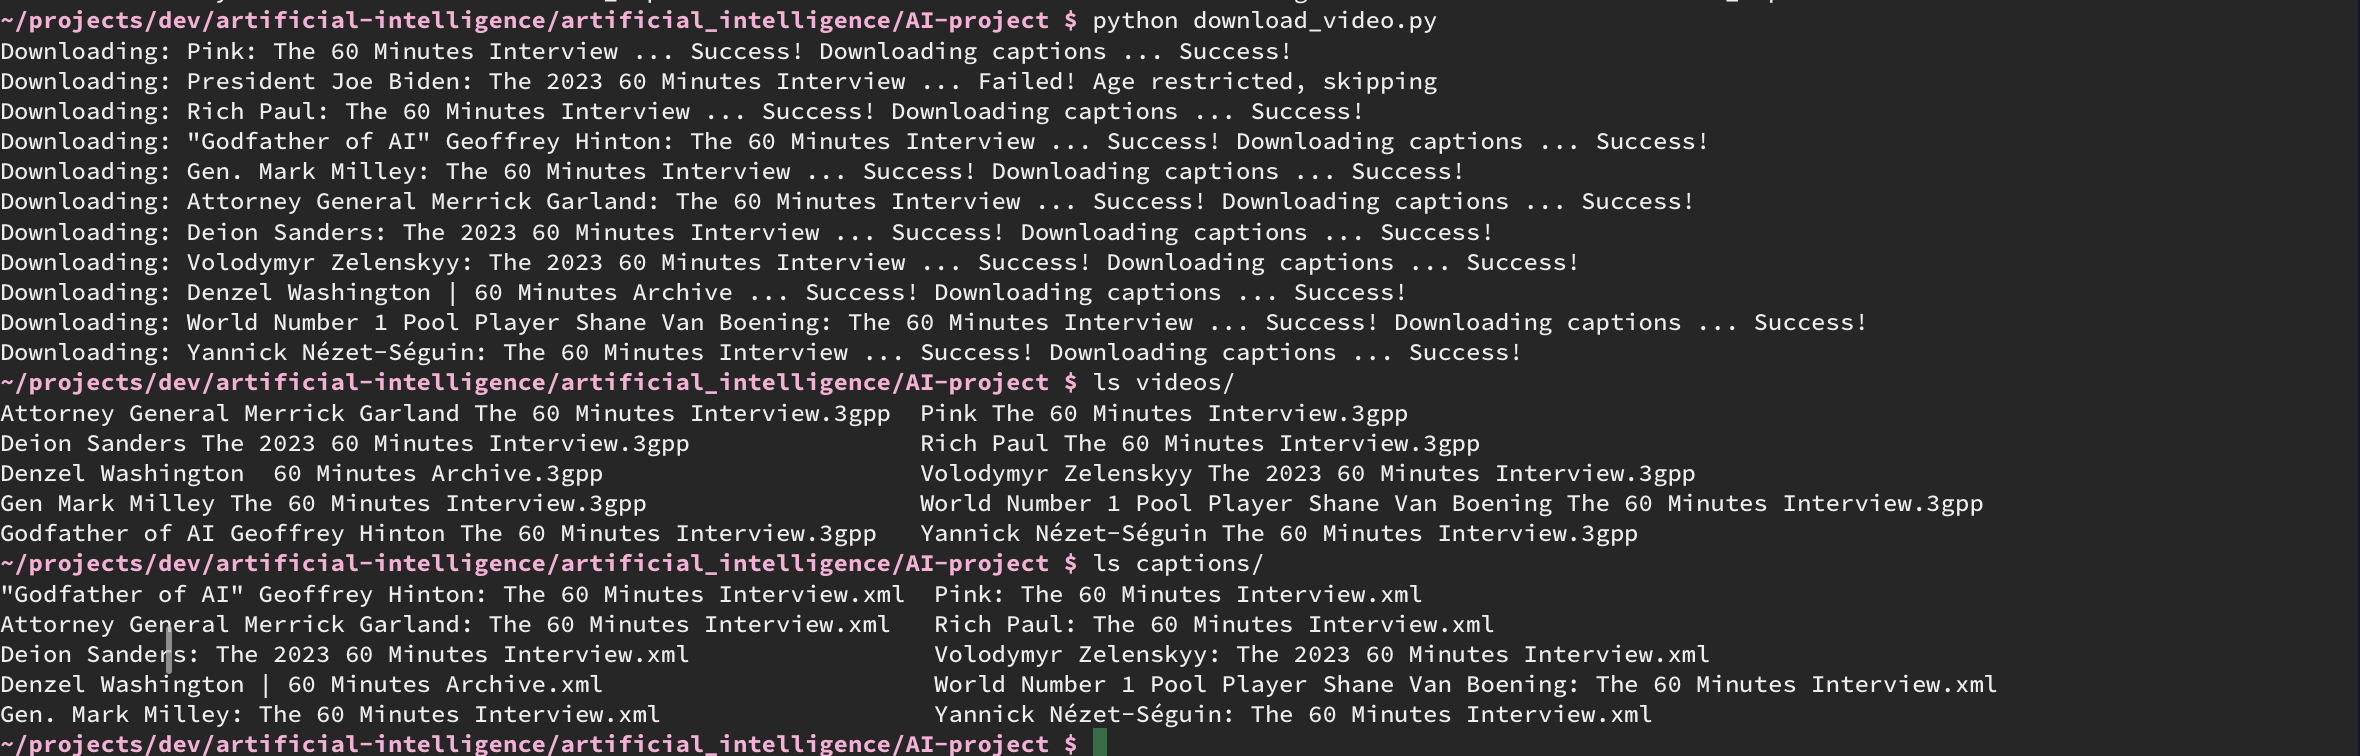 ~/projects/dev/artificial-intelligence/artificial_intelligence/AI-project $ python download_video.py
Downloading: Pink: The 60 Minutes Interview ... Success! Downloading captions ... Success!
Downloading: President Joe Biden: The 2023 60 Minutes Interview ... Failed! Age restricted, skipping
Downloading: Rich Paul: The 60 Minutes Interview ... Success! Downloading captions ... Success!
Downloading: "Godfather of AI" Geoffrey Hinton: The 60 Minutes Interview ... Success! Downloading captions ... Success!
Downloading: Gen. Mark Milley: The 60 Minutes Interview ... Success! Downloading captions ... Success!
Downloading: Attorney General Merrick Garland: The 60 Minutes Interview ... Success! Downloading captions ... Success!
Downloading: Deion Sanders: The 2023 60 Minutes Interview ... Success! Downloading captions ... Success!
Downloading: Volodymyr Zelenskyy: The 2023 60 Minutes Interview ... Success! Downloading captions ... Success!
Downloading: Denzel Washington | 60 Minutes Archive ... Success! Downloading captions ... Success!
Downloading: World Number 1 Pool Player Shane Van Boening: The 60 Minutes Interview ... Success! Downloading captions ... Success!
Downloading: Yannick Nézet-Séguin: The 60 Minutes Interview ... Success! Downloading captions ... Success!
~/projects/dev/artificial-intelligence/artificial_intelligence/AI-project $ ls videos/
Attorney General Merrick Garland The 60 Minutes Interview.3gpp  Pink The 60 Minutes Interview.3gpp
Deion Sanders The 2023 60 Minutes Interview.3gpp                Rich Paul The 60 Minutes Interview.3gpp
Denzel Washington  60 Minutes Archive.3gpp                      Volodymyr Zelenskyy The 2023 60 Minutes Interview.3gpp
Gen Mark Milley The 60 Minutes Interview.3gpp                   World Number 1 Pool Player Shane Van Boening The 60 Minutes Interview.3gpp
Godfather of AI Geoffrey Hinton The 60 Minutes Interview.3gpp   Yannick Nézet-Séguin The 60 Minutes Interview.3gpp
~/projects/dev/artificial-intelligence/artificial_intelligence/AI-project $ ls captions/
"Godfather of AI" Geoffrey Hinton: The 60 Minutes Interview.xml  Pink: The 60 Minutes Interview.xml
Attorney General Merrick Garland: The 60 Minutes Interview.xml   Rich Paul: The 60 Minutes Interview.xml
Deion Sanders: The 2023 60 Minutes Interview.xml                 Volodymyr Zelenskyy: The 2023 60 Minutes Interview.xml
Denzel Washington | 60 Minutes Archive.xml                       World Number 1 Pool Player Shane Van Boening: The 60 Minutes Interview.xml
Gen. Mark Milley: The 60 Minutes Interview.xml                   Yannick Nézet-Séguin: The 60 Minutes Interview.xml
~/projects/dev/artificial-intelligence/artificial_intelligence/AI-project $